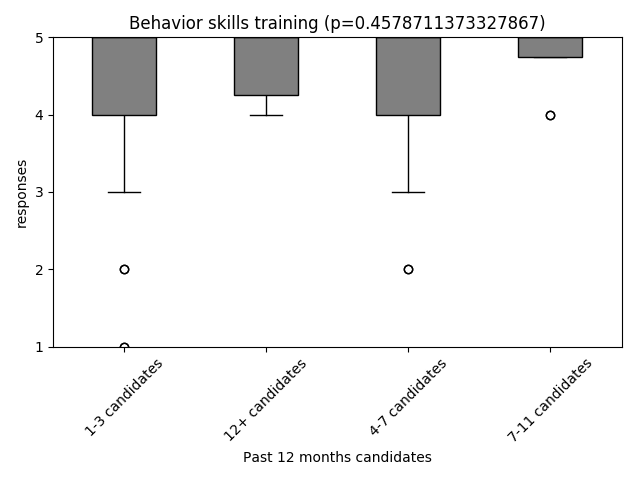 Behavior skills training (p=0.4578711373327867)
5
4
3
2
1
responses
1-3 candidates
12+ candidates
4-7 candidates
7-11 candidates
Past 12 months candidates